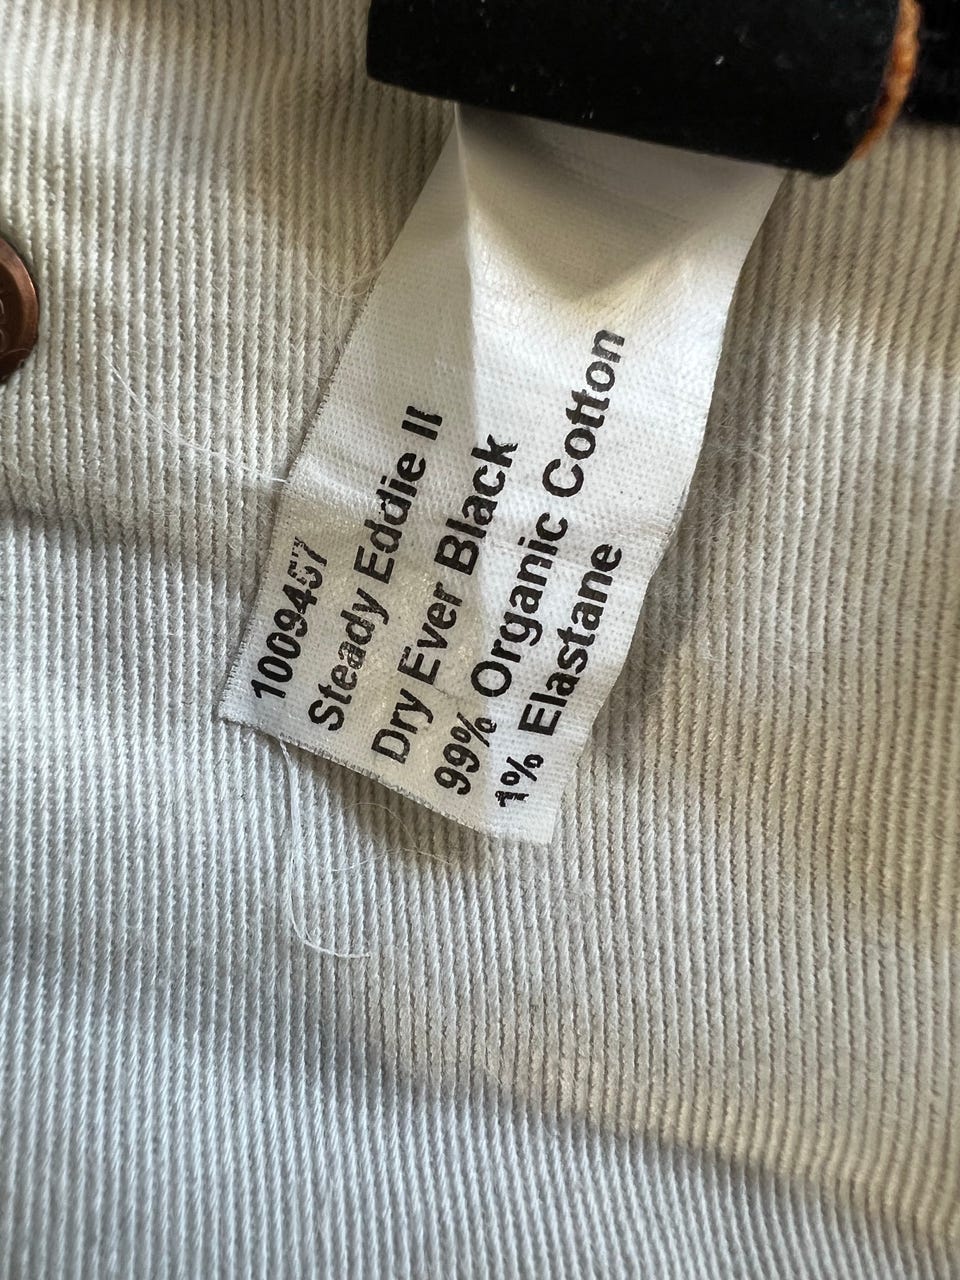 1009457
Steady Eddie II
Dry Ever Black
99% Organic Cotton
1% Elastane